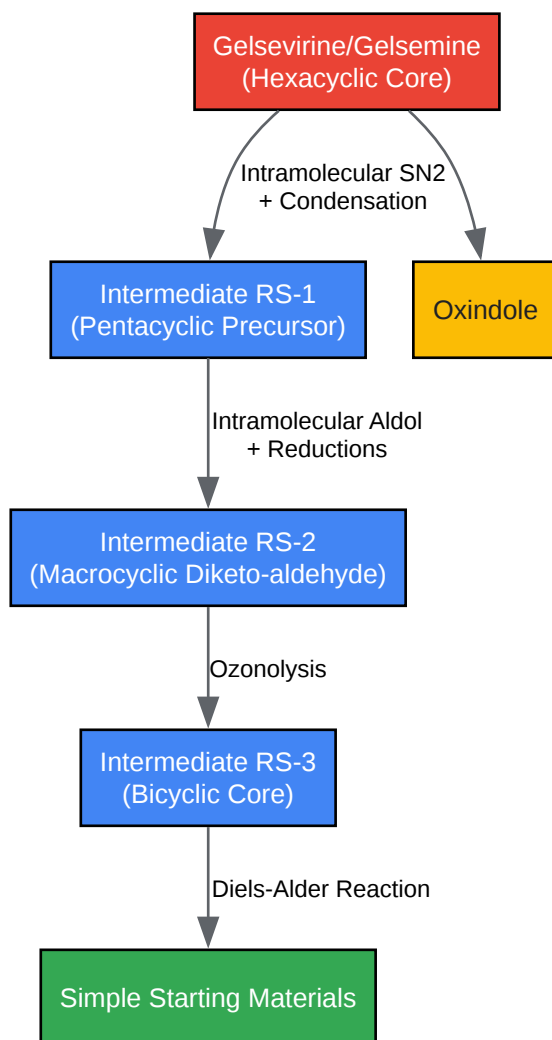 Gelsevirine/Gelsemine
(Hexacyclic Core)
Intramolecular SN2
+ Condensation
Intermediate RS-1
(Pentacyclic Precursor)
Oxindole
Intramolecular Aldol
+ Reductions
Intermediate RS-2
(Macrocyclic Diketo-aldehyde)
Ozonolysis
Intermediate RS-3
(Bicyclic Core)
Diels-Alder Reaction
Simple Starting Materials